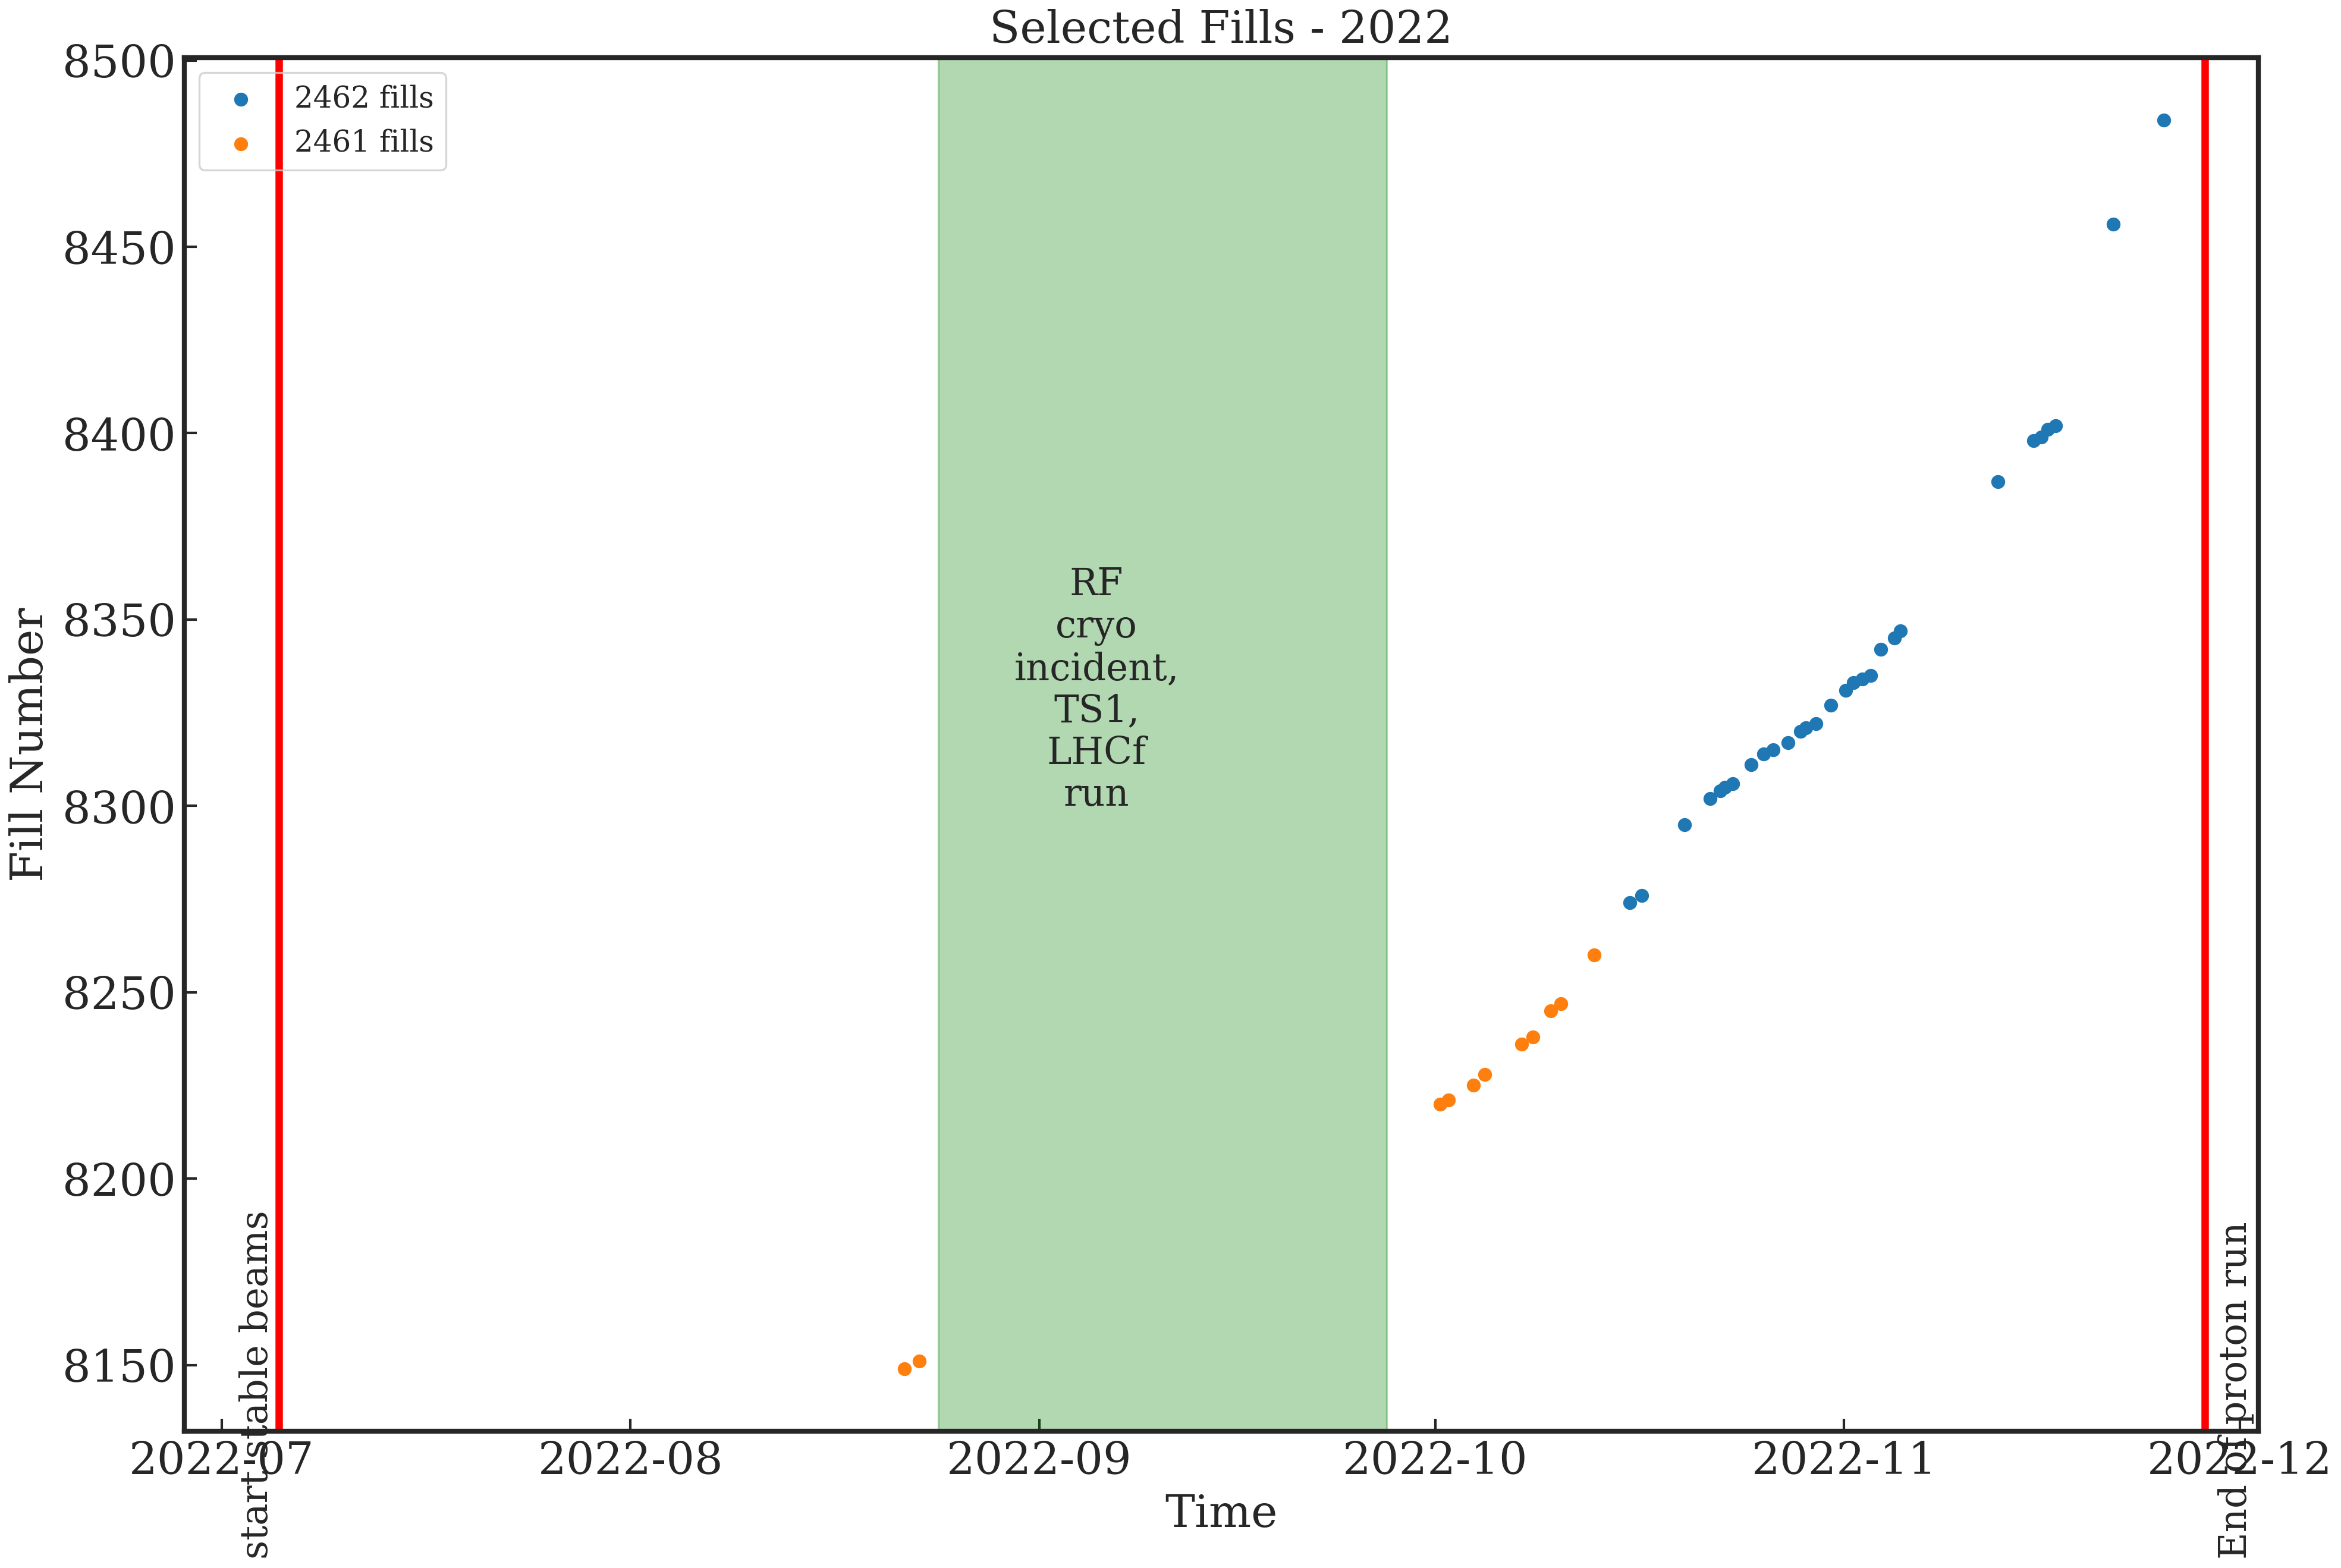 Selected Fills - 2022
8500
8450
8400
8350
8300
8250
8200
8150
Fill Number
2462 fills
2461 fills
RF
cryo
incident,
TS1,
LHCf
run
start stable beams
End of proton run
2022-07
2022-08
2022-09
2022-10
2022-11
2022-12
Time